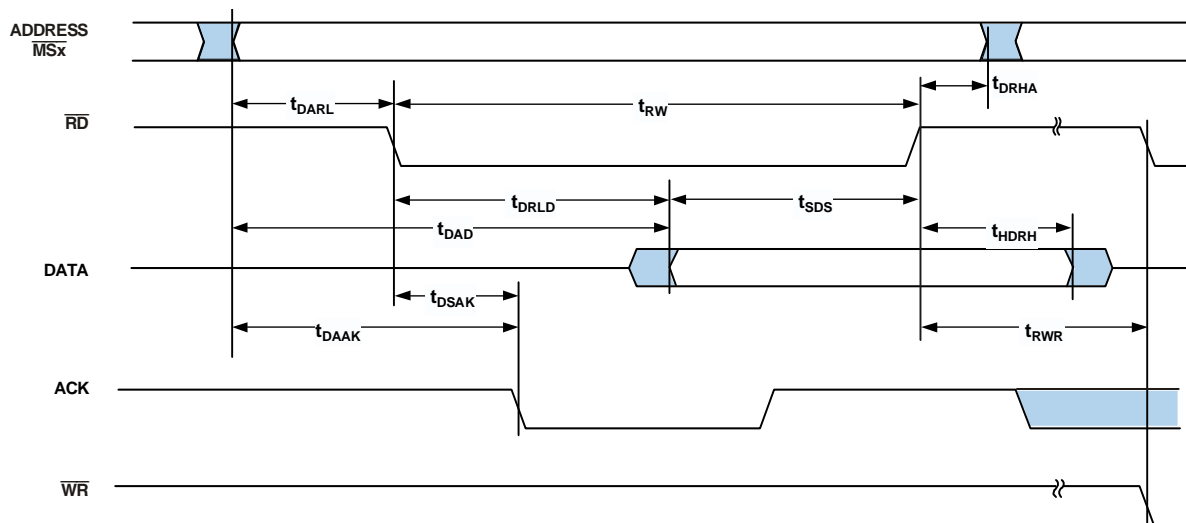 ADDRESS
MSx
tDARL
tRW
tDRHA
RD
tDRLD
tSDS
tDAD
tHDRH
DATA
tDSAK
tDAAK
tRWR
ACK
WR